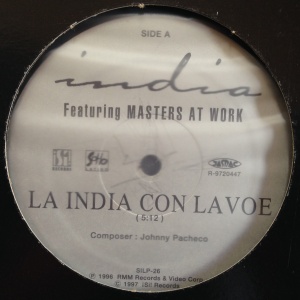 SIDE A
india
Featuring MASTERS AT WORK
R-9720447
LA INDIA CON LAVOE
( 5:12 )
Composer : Johnny Pacheco
SILP-26
℗ 1996 RMM Records & Video Corp
© 1997 iSi! Records